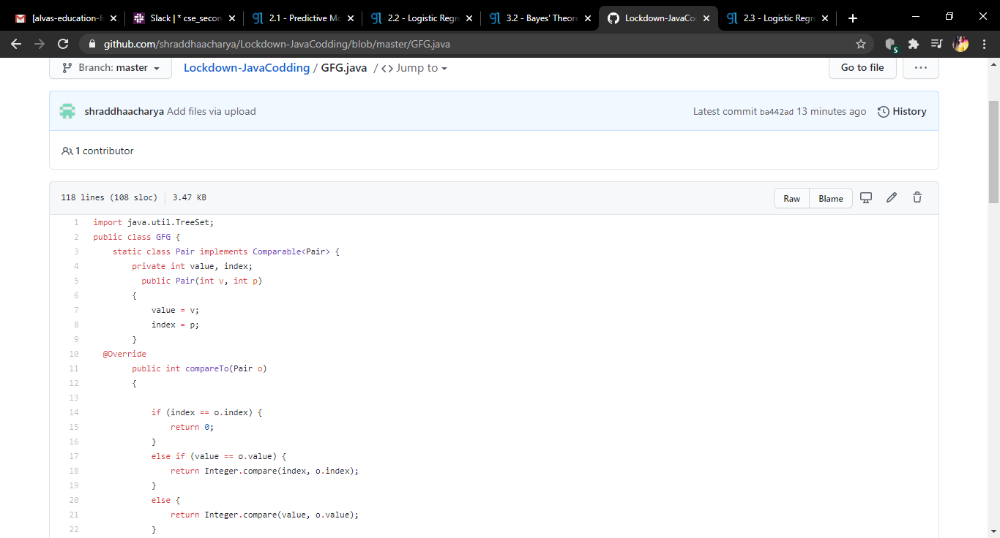 [alvas-education-f
Slack | * cse_secon
2.1 - Predictive Mo
2.2 - Logistic Regre
3.2 - Bayes' Theore
Lockdown-JavaCo
2.3 - Logistic Regre
github.com/shraddhaacharya/Lockdown-JavaCodding/blob/master/GFG.java
5
Branch: master
Lockdown-JavaCodding / GFG.java / <> Jump to
Go to file
...
shraddhaacharya Add files via upload
Latest commit ba442ad 13 minutes ago
History
1 contributor
118 lines (108 sloc) 3.47 KB
Raw Blame
1 import java.util.TreeSet;
2 public class GFG {
3 static class Pair implements Comparable<Pair> {
4 private int value, index;
5 public Pair(int v, int p)
6 {
7 value = v;
8 index = p;
9 }
10 @Override
11 public int compareTo(Pair o)
12 {
13
14 if (index == o.index) {
15 return 0;
16 }
17 else if (value == o.value) {
18 return Integer.compare(index, o.index);
19 }
20 else {
21 return Integer.compare(value, o.value);
22 }